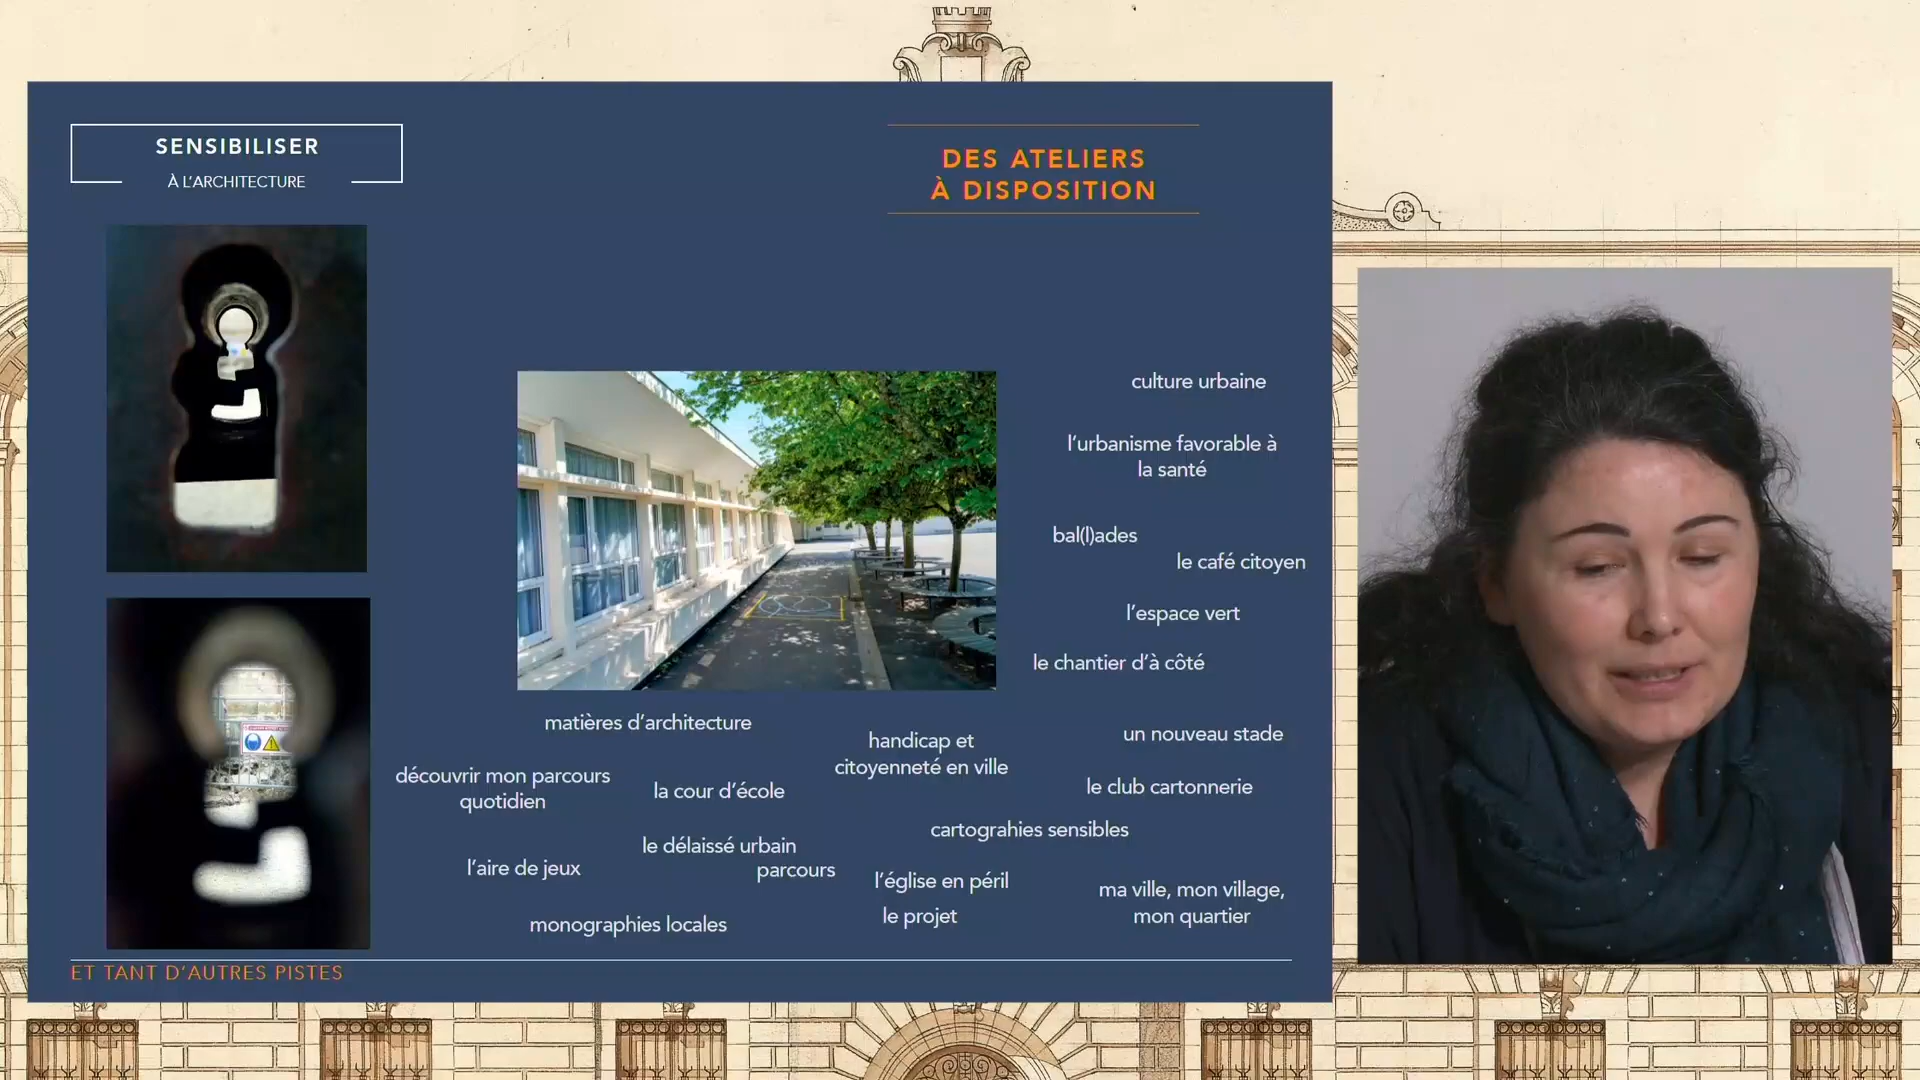 SENSIBILISER
À L'ARCHITECTURE
DES ATELIERS
À DISPOSITION
culture urbaine
l'urbanisme favorable à
la santé
bal(l)ades
le café citoyen
l'espace vert
le chantier d'à côté
matières d'architecture
handicap et
citoyenneté en ville
un nouveau stade
découvrir mon parcours
quotidien
la cour d'école
le club cartonnerie
cartograhies sensibles
le délaissé urbain
l'aire de jeux
parcours
l'église en péril
ma ville, mon village,
mon quartier
le projet
monographies locales
ET TANT D'AUTRES PISTES